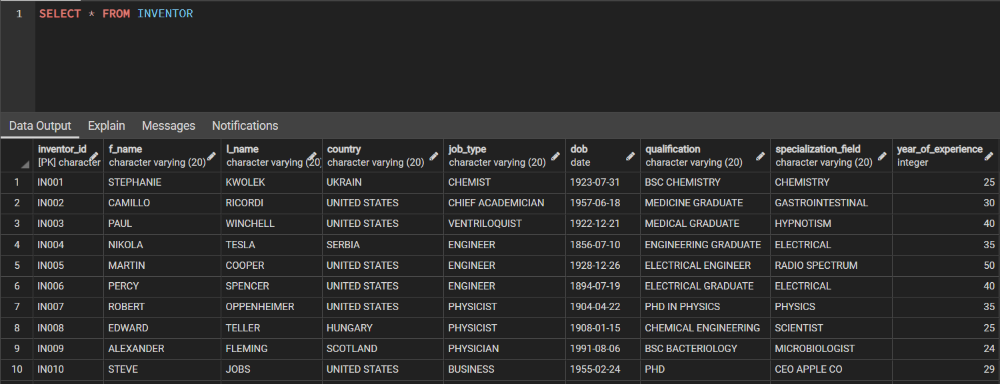 1 SELECT * FROM INVENTOR
Data Output Explain Messages Notifications
inventor_id f_name l_name country job_type dob qualification specialization_field year_of_experience
[PK] character character varying (20) character varying (20) character varying (20) character varying (20) date character varying (20) character varying (20) integer
1 IN001 STEPHANIE KWOLEK UKRAIN CHEMIST 1923-07-31 BSC CHEMISTRY CHEMISTRY 25
2 IN002 CAMILLO RICORDI UNITED STATES CHIEF ACADEMICIAN 1957-06-18 MEDICINE GRADUATE GASTROINTESTINAL 30
3 IN003 PAUL WINCHELL UNITED STATES VENTRILOQUIST 1922-12-21 MEDICAL GRADUATE HYPNOTISM 40
4 IN004 NIKOLA TESLA SERBIA ENGINEER 1856-07-10 ENGINEERING GRADUATE ELECTRICAL 35
5 IN005 MARTIN COOPER UNITED STATES ENGINEER 1928-12-26 ELECTRICAL ENGINEER RADIO SPECTRUM 50
6 IN006 PERCY SPENCER UNITED STATES ENGINEER 1894-07-19 ELECTRICAL GRADUATE ELECTRICAL 40
7 IN007 ROBERT OPPENHEIMER UNITED STATES PHYSICIST 1904-04-22 PHD IN PHYSICS PHYSICS 35
8 IN008 EDWARD TELLER HUNGARY PHYSICIST 1908-01-15 CHEMICAL ENGINEERING SCIENTIST 25
9 IN009 ALEXANDER FLEMING SCOTLAND PHYSICIAN 1991-08-06 BSC BACTERIOLOGY MICROBIOLOGIST 24
10 IN010 STEVE JOBS UNITED STATES BUSINESS 1955-02-24 PHD CEO APPLE CO 29